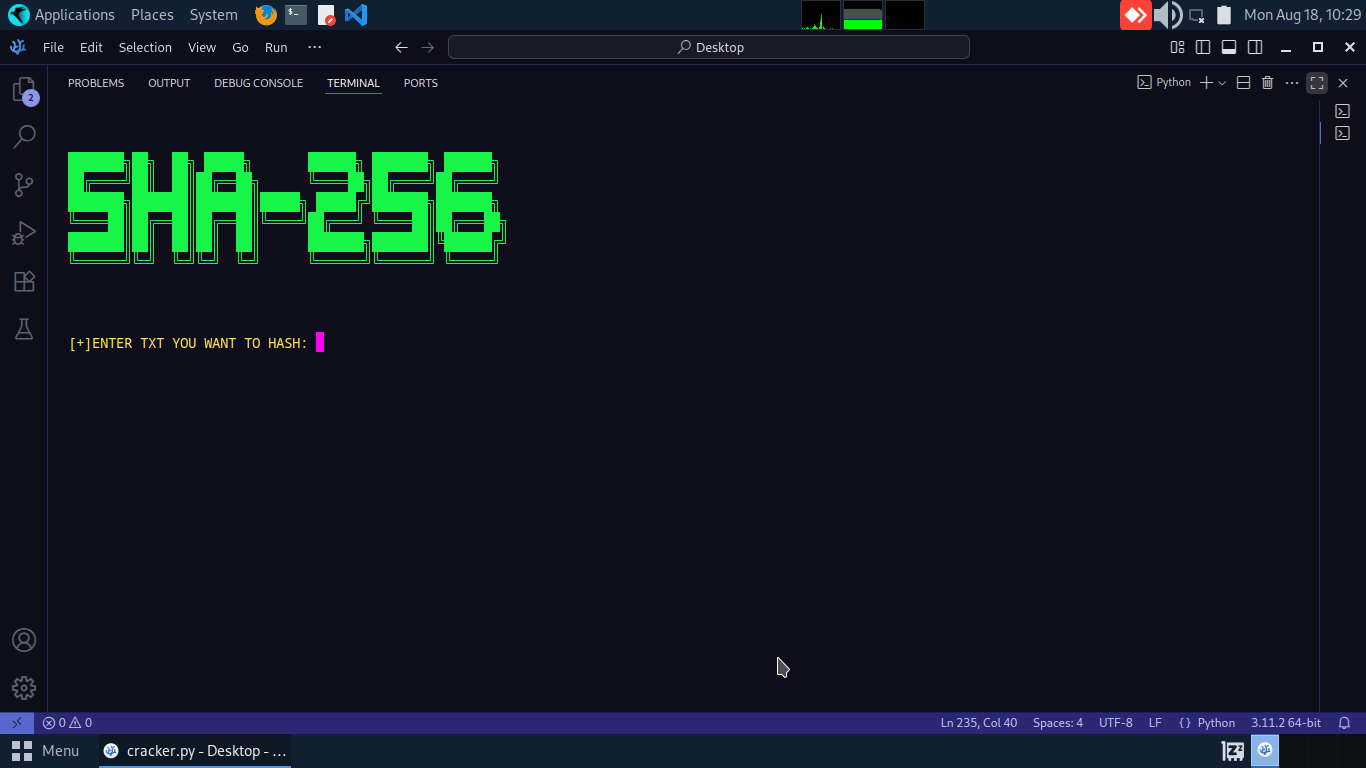 Applications Places System Mon Aug 18, 10:29
File Edit Selection View Go Run ··· Desktop
PROBLEMS OUTPUT DEBUG CONSOLE TERMINAL PORTS Python
2
SHA-256
[+]ENTER TXT YOU WANT TO HASH:
0 0 Ln 235, Col 40 Spaces: 4 UTF-8 LF {} Python 3.11.2 64-bit
Menu cracker.py - Desktop - ...